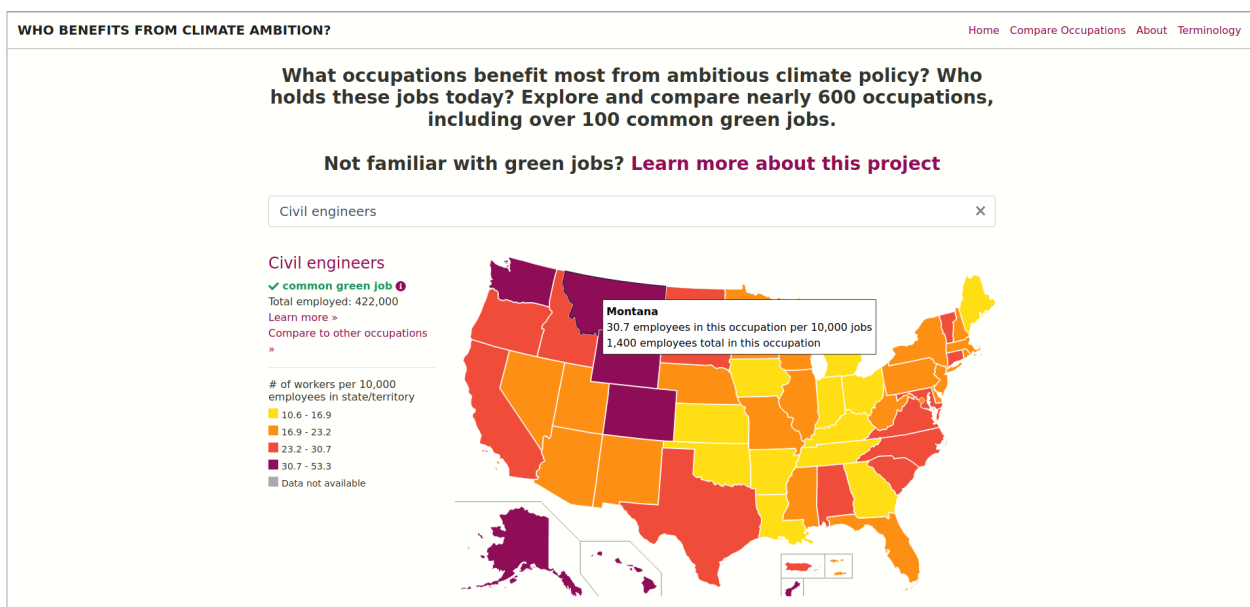 WHO BENEFITS FROM CLIMATE AMBITION?
Home Compare Occupations About Terminology
What occupations benefit most from ambitious climate policy? Who
holds these jobs today? Explore and compare nearly 600 occupations,
including over 100 common green jobs.
Not familiar with green jobs? Learn more about this project
Civil engineers ×
Civil engineers
✓ common green job i
Total employed: 422,000
Learn more »
Compare to other occupations
»
# of workers per 10,000
employees in state/territory
10.6 - 16.9
16.9 - 23.2
23.2 - 30.7
30.7 - 53.3
Data not available
Montana
30.7 employees in this occupation per 10,000 jobs
1,400 employees total in this occupation